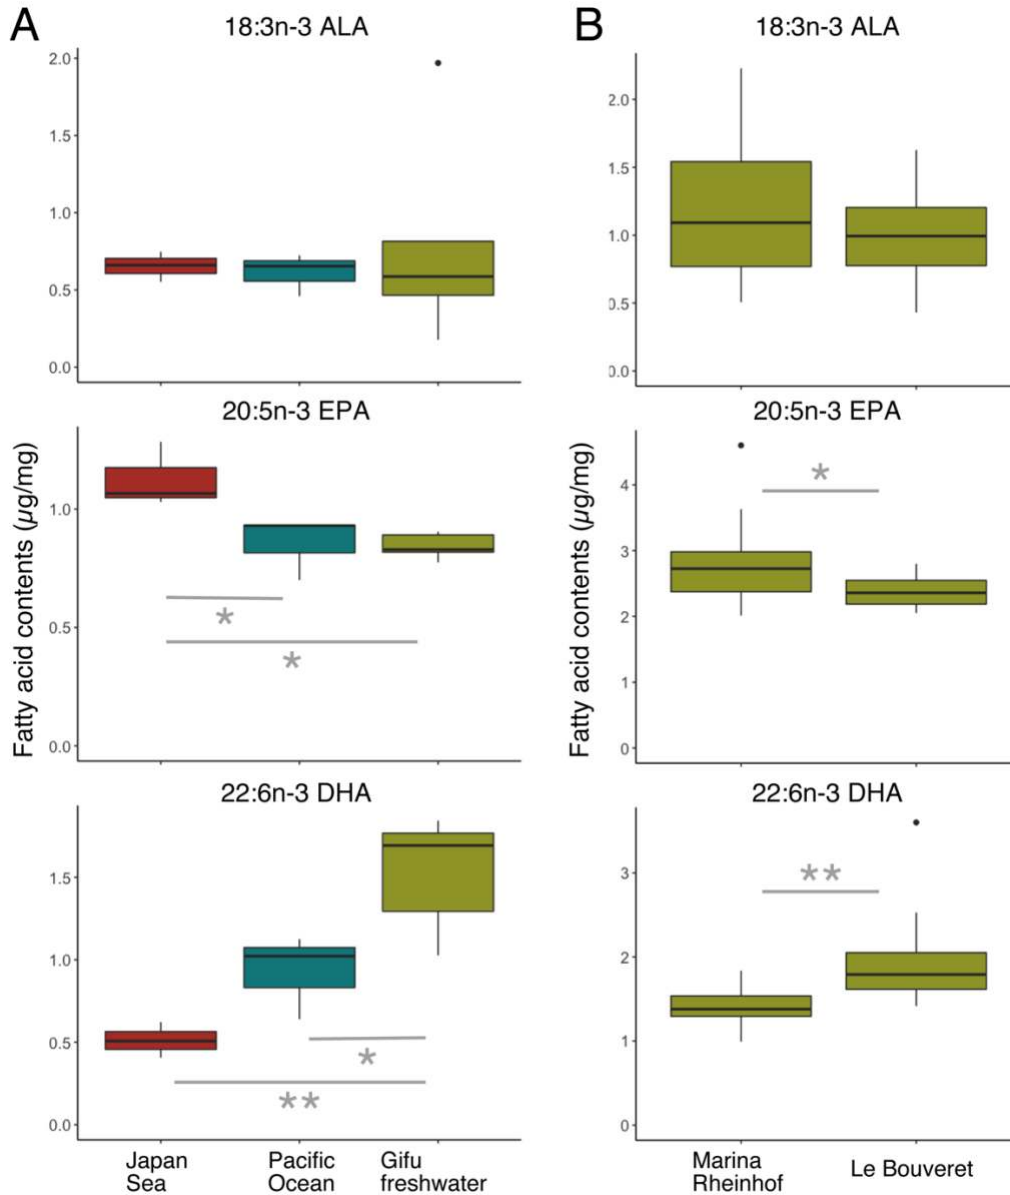 A
18:3n-3 ALA
2.0
1.5
1.0
0.5
0.0
20:5n-3 EPA
1.0
0.5
0.0
*
*
22:6n-3 DHA
1.5
1.0
0.5
0.0
*
**
Fatty acid contents (µg/mg)
Japan
Sea
Pacific
Ocean
Gifu
freshwater
B
18:3n-3 ALA
2.0
1.5
1.0
0.5
0.0
20:5n-3 EPA
4
3
2
1
0
*
22:6n-3 DHA
3
2
1
0
**
Fatty acid contents (µg/mg)
Marina
Rheinhof
Le Bouveret